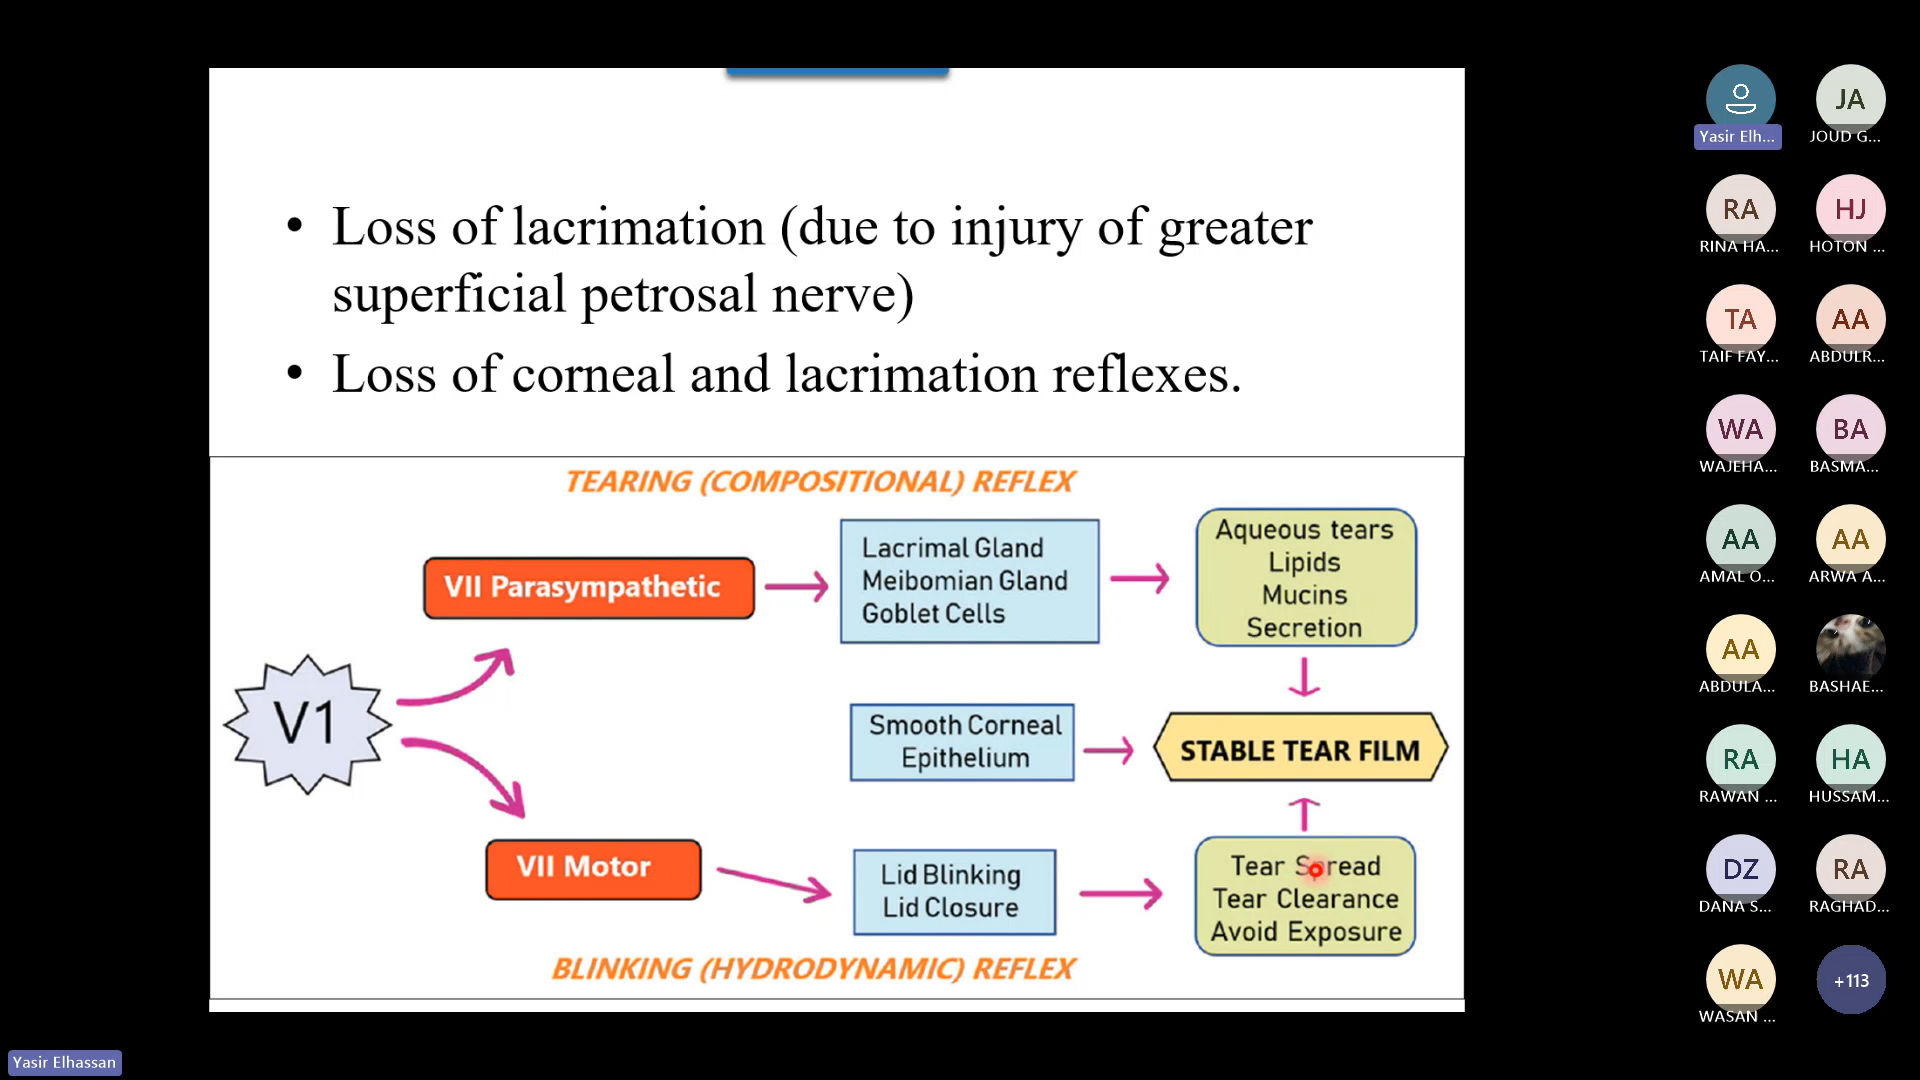 • Loss of lacrimation (due to injury of greater
superficial petrosal nerve)
• Loss of corneal and lacrimation reflexes.
TEARING (COMPOSITIONAL) REFLEX
VII Parasympathetic
Lacrimal Gland
Meibomian Gland
Goblet Cells
Aqueous tears
Lipids
Mucins
Secretion
V1
Smooth Corneal
Epithelium
STABLE TEAR FILM
VII Motor
Lid Blinking
Lid Closure
Tear Spread
Tear Clearance
Avoid Exposure
BLINKING (HYDRODYNAMIC) REFLEX
Yasir Elh...
JA
JOUD G...
RA
RINA HA...
HJ
HOTON ...
TA
TAIF FAY...
AA
ABDULR...
WA
WAJEHA...
BA
BASMA...
AA
AMAL O...
AA
ARWA A...
AA
ABDULA...
BASHAE...
RA
RAWAN ...
HA
HUSSAM...
DZ
DANA S...
RA
RAGHAD...
WA
WASAN ...
+113
Yasir Elhassan